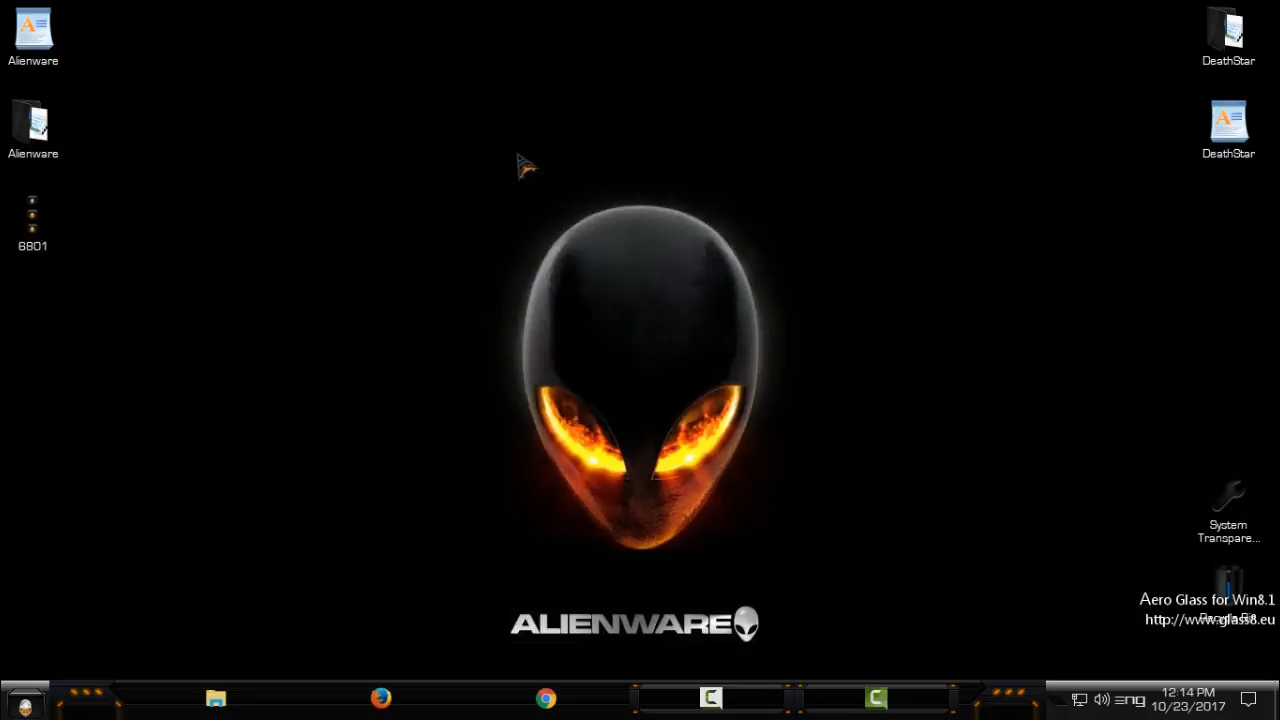 Alienware
Alienware
6801
DeathStar
DeathStar
System
Transpare...
Aero Glass for Win8.1
http://www.glass8.eu
ALIENWARE
ENG
12:14 PM
10/23/2017